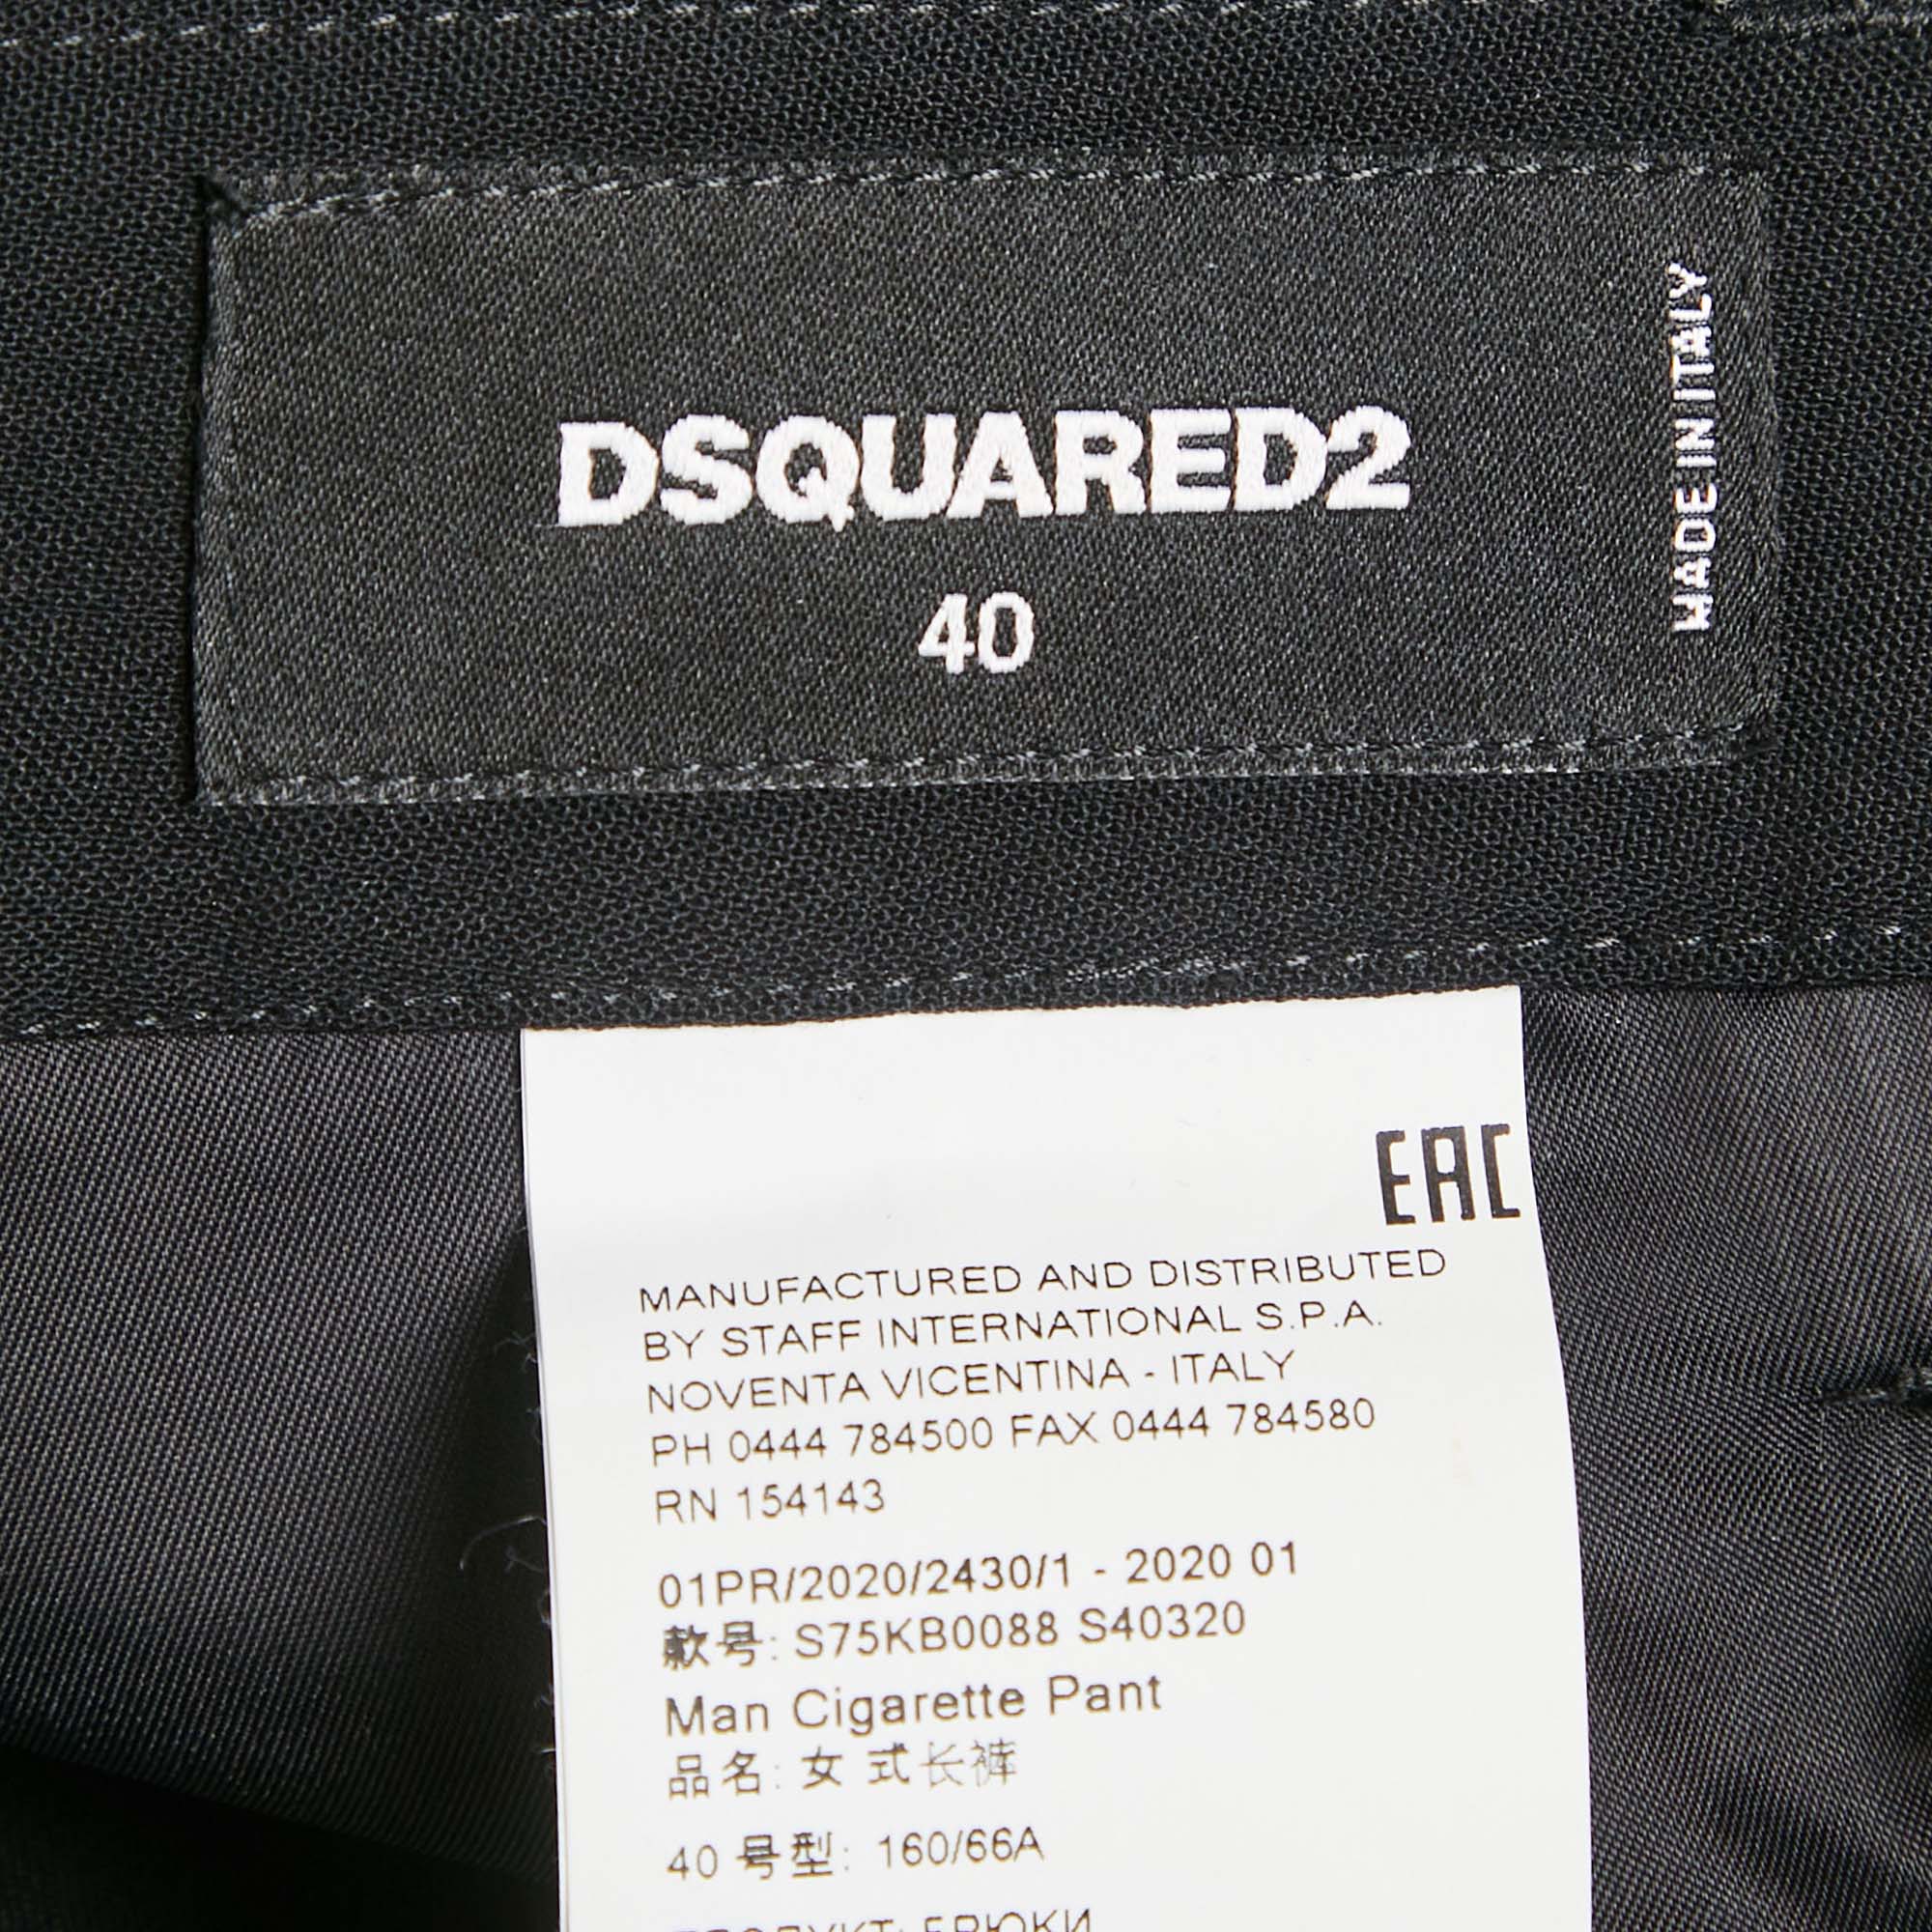 DSQUARED2
40
MADE IN ITALY
EAC
MANUFACTURED AND DISTRIBUTED
BY STAFF INTERNATIONAL S.P.A.
NOVENTA VICENTINA - ITALY
PH 0444 784500 FAX 0444 784580
RN 154143
01PR/2020/2430/1 - 2020 01
款号: S75KB0088 S40320
Man Cigarette Pant
品名: 女式长裤
40 号型: 160/66A
ПРОДУКТ: БРЮКИ